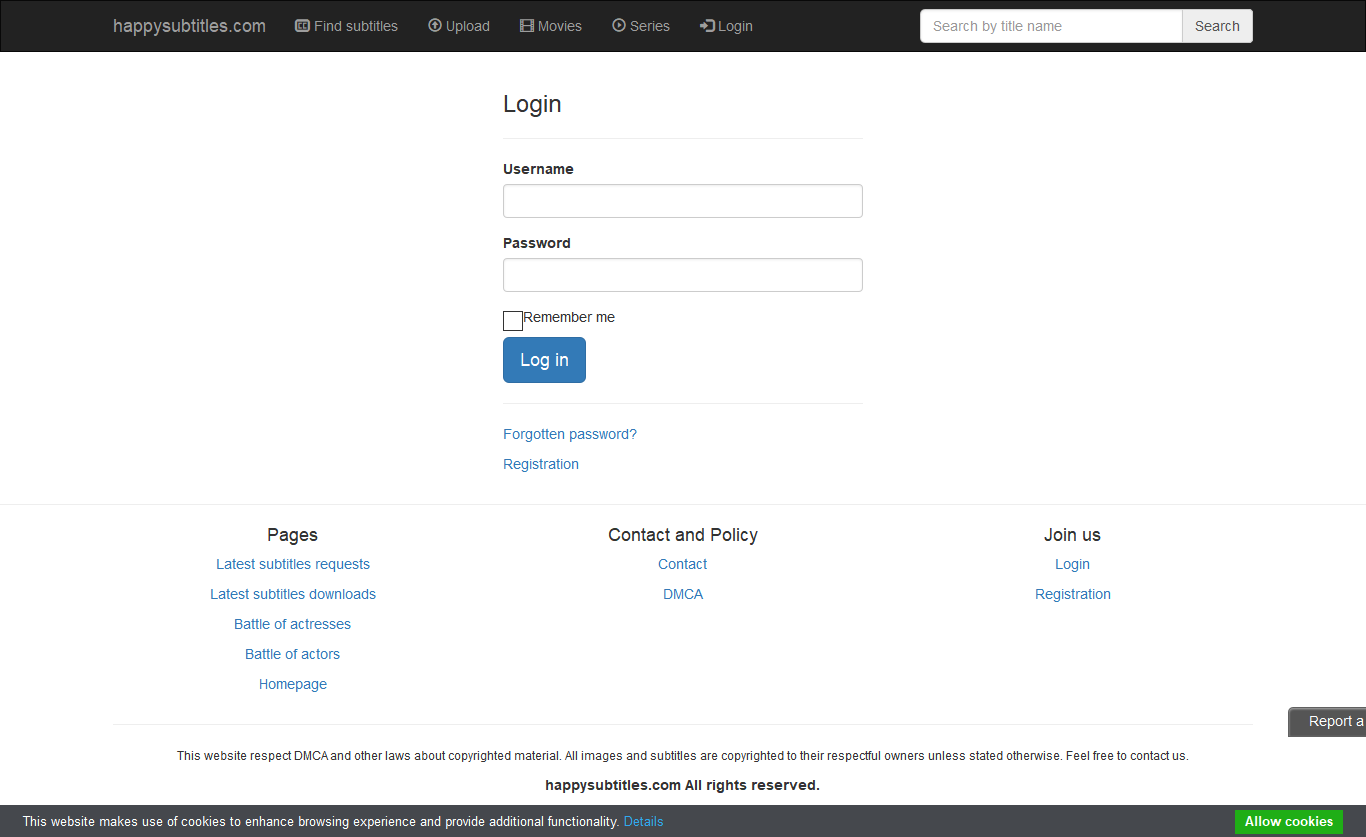 happysubtitles.com Find subtitles Upload Movies Series Login Search by title name Search
Login
Username
Password
Remember me
Log in
Forgotten password?
Registration
Pages
Latest subtitles requests
Latest subtitles downloads
Battle of actresses
Battle of actors
Homepage
Contact and Policy
Contact
DMCA
Join us
Login
Registration
Report a
This website respect DMCA and other laws about copyrighted material. All images and subtitles are copyrighted to their respectful owners unless stated otherwise. Feel free to contact us.
happysubtitles.com All rights reserved.
This website makes use of cookies to enhance browsing experience and provide additional functionality. Details Allow cookies